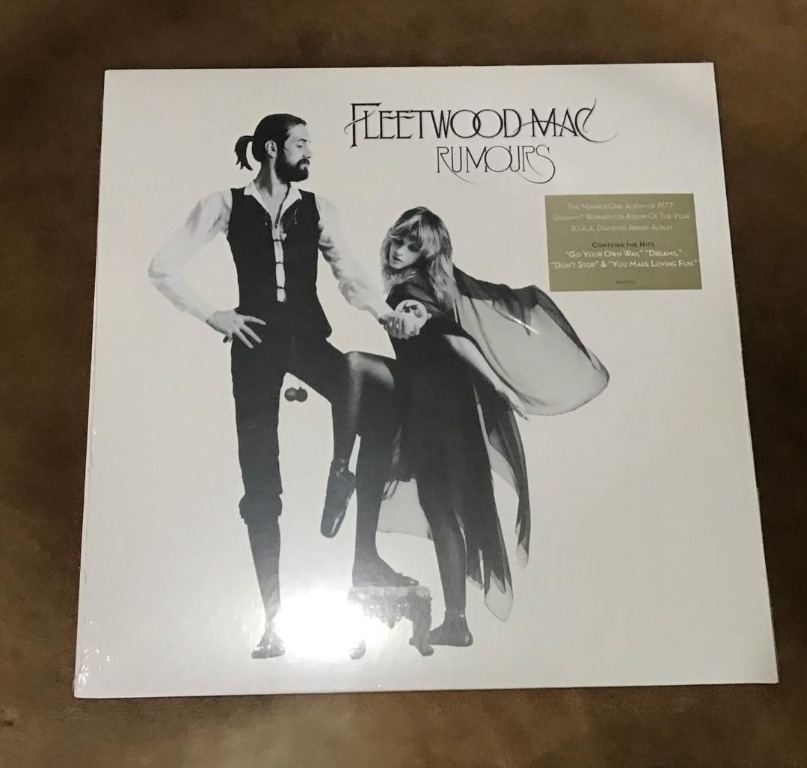 FLEETWOOD MAC
RUMOURS
THE NUMBER ONE ALBUM OF 1977
GRAMMY® WINNER FOR ALBUM OF THE YEAR
R.I.A.A. DIAMOND AWARD ALBUM
CONTAINS THE HITS
"GO YOUR OWN WAY," "DREAMS,"
"DON'T STOP" & "YOU MAKE LOVING FUN."